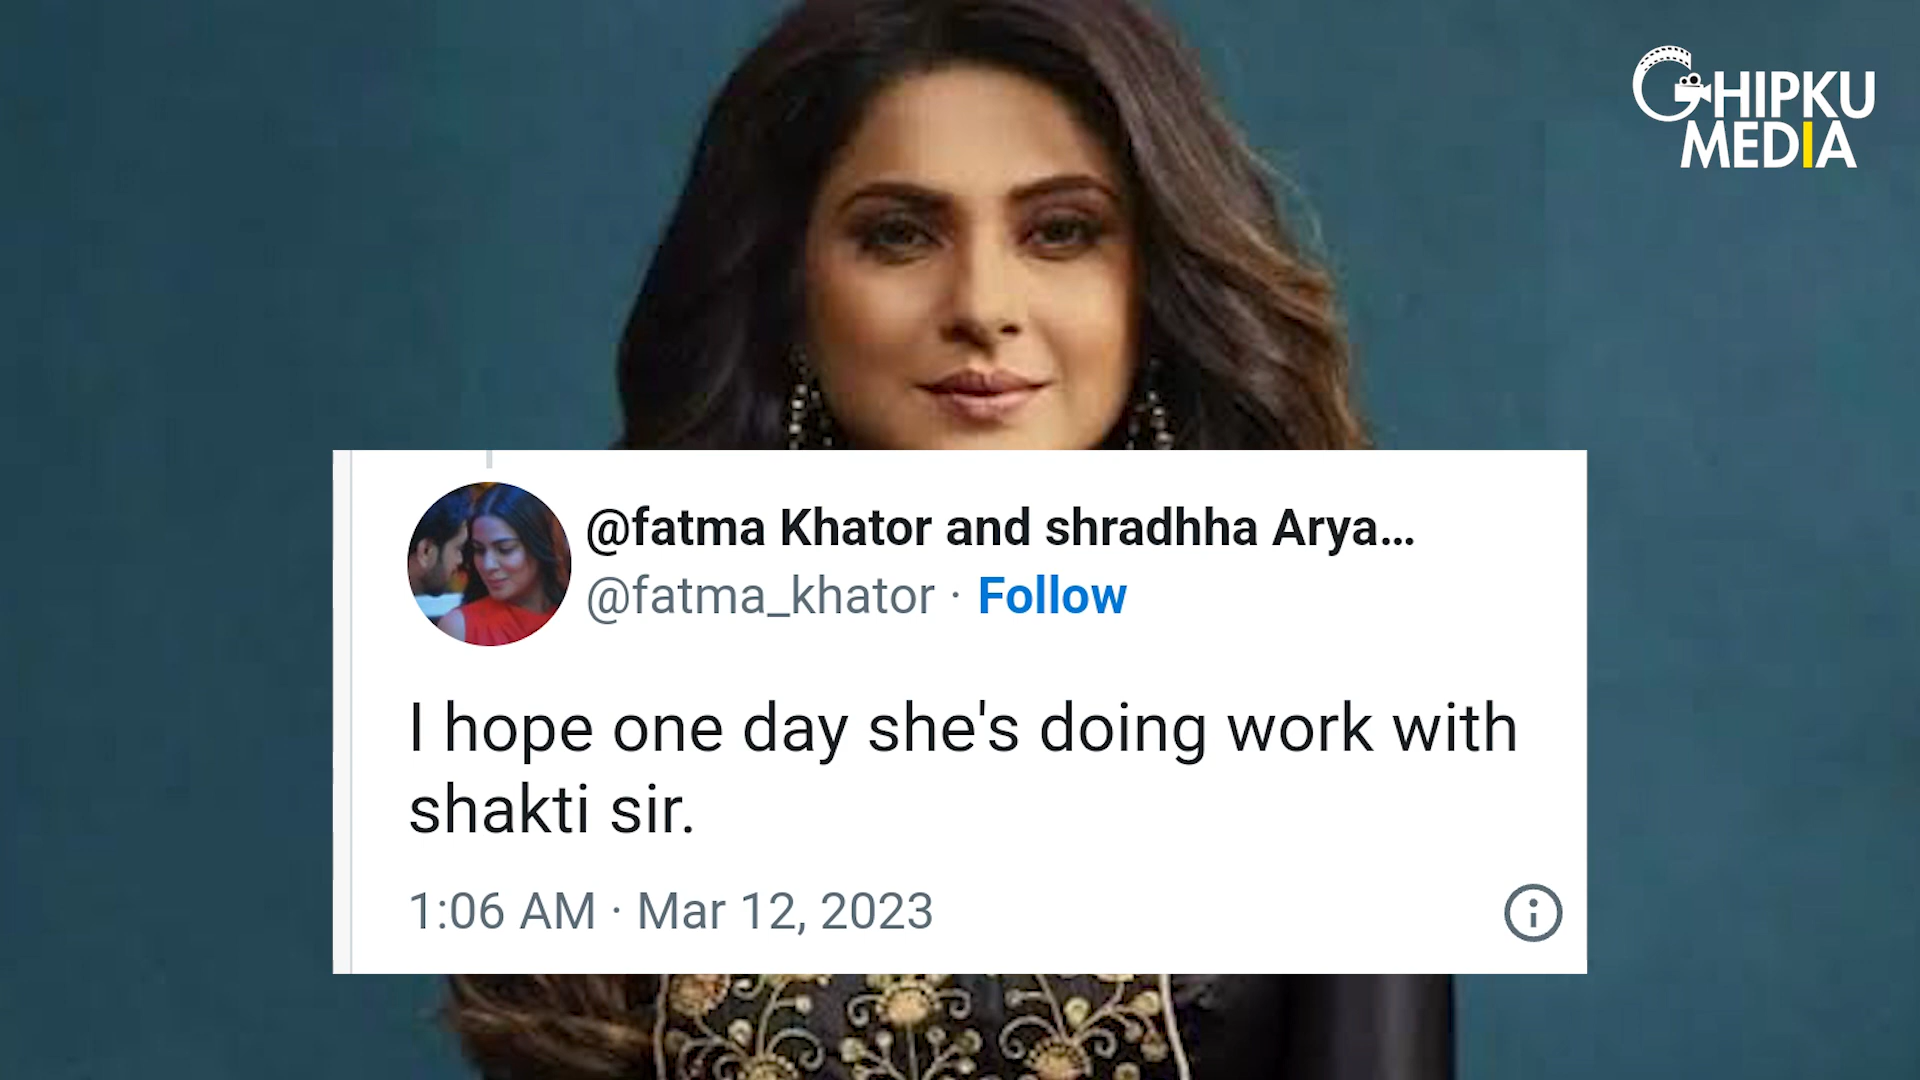 GHIPKU
MEDIA
@fatma Khator and shradhha Arya...
@fatma_khator · Follow
I hope one day she's doing work with
shakti sir.
1:06 AM · Mar 12, 2023